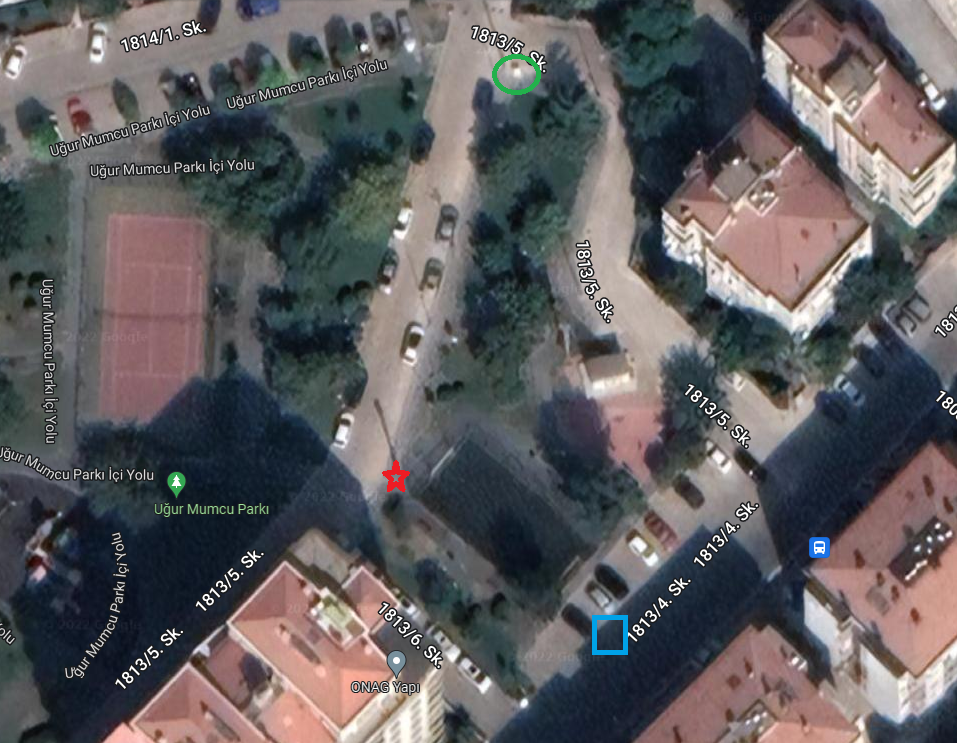 1814/1. Sk.
1813/5. Sk.
Uğur Mumcu Parkı İçi Yolu
Uğur Mumcu Parkı İçi Yolu
Uğur Mumcu Parkı İçi Yolu
1813/5. Sk.
Uğur Mumcu Parkı İçi Yolu
1813/5. Sk.
Uğur Mumcu Parkı İçi Yolu
Uğur Mumcu Parkı
1813/4. Sk.
1813/5. Sk.
Uğur Mumcu Parkı İçi Yolu
1813/4. Sk.
1813/5. Sk.
1813/6. Sk.
Yolu
ONAG Yapı